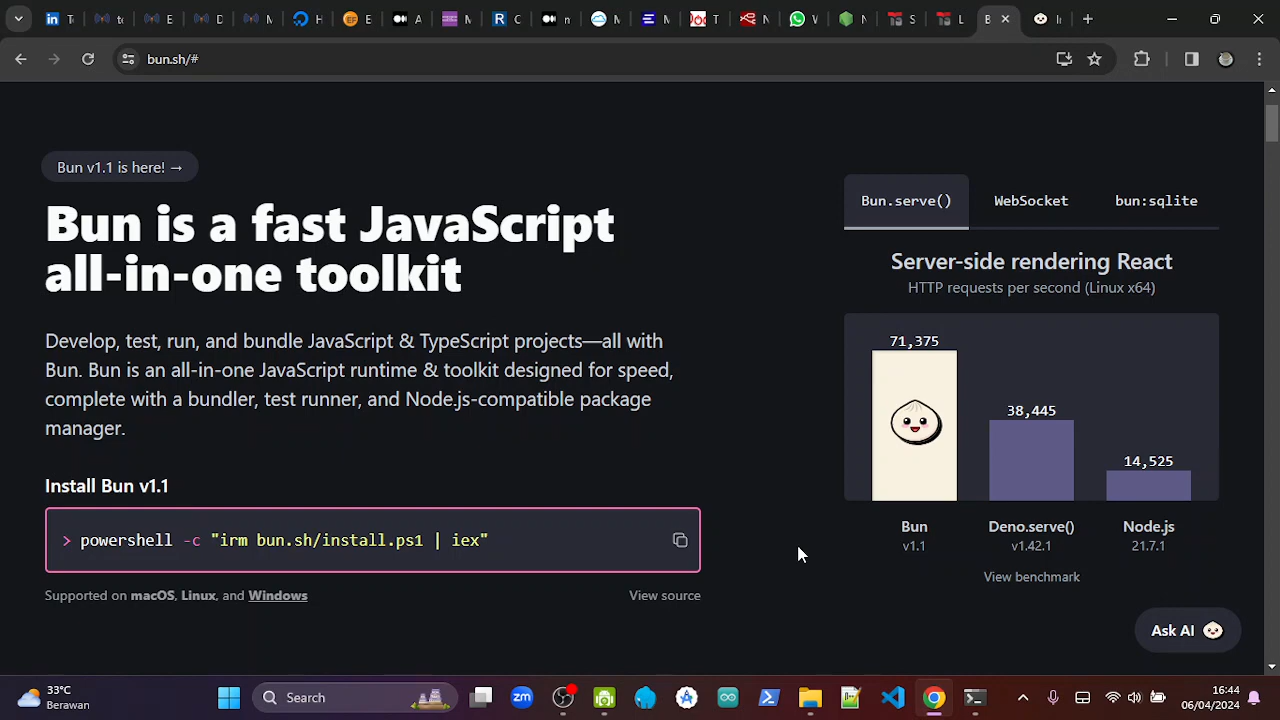 bun.sh/#
Bun v1.1 is here! →
Bun is a fast JavaScript
all-in-one toolkit
Develop, test, run, and bundle JavaScript & TypeScript projects—all with
Bun. Bun is an all-in-one JavaScript runtime & toolkit designed for speed,
complete with a bundler, test runner, and Node.js-compatible package
manager.
Install Bun v1.1
> powershell -c "irm bun.sh/install.ps1 | iex"
Supported on macOS, Linux, and Windows
View source
Bun.serve() WebSocket bun:sqlite
Server-side rendering React
HTTP requests per second (Linux x64)
71,375
38,445
14,525
Bun Deno.serve() Node.js
v1.1 v1.42.1 21.7.1
View benchmark
Ask AI
33°C
Berawan
Search
zm
16:44
06/04/2024